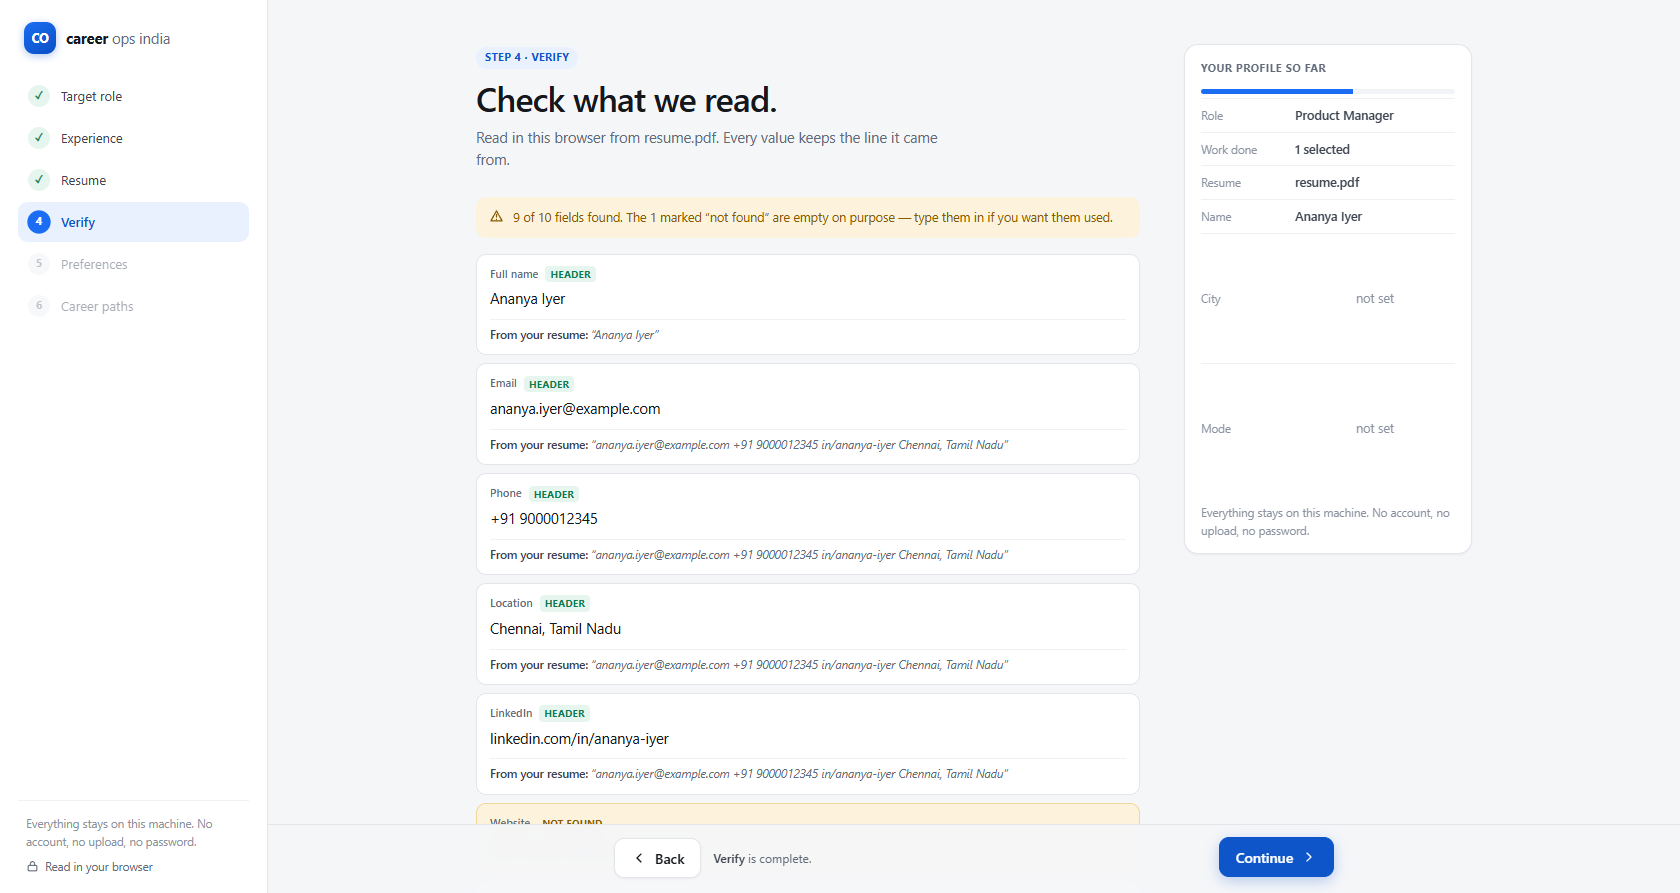 CO career ops india
Target role
Experience
Resume
4 Verify
5 Preferences
6 Career paths
Everything stays on this machine. No
account, no upload, no password.
Read in your browser
STEP 4 · VERIFY
Check what we read.
Read in this browser from resume.pdf. Every value keeps the line it came
from.
9 of 10 fields found. The 1 marked “not found” are empty on purpose — type them in if you want them used.
Full name HEADER
Ananya Iyer
From your resume: “Ananya Iyer”
Email HEADER
ananya.iyer@example.com
From your resume: “ananya.iyer@example.com +91 9000012345 in/ananya-iyer Chennai, Tamil Nadu”
Phone HEADER
+91 9000012345
From your resume: “ananya.iyer@example.com +91 9000012345 in/ananya-iyer Chennai, Tamil Nadu”
Location HEADER
Chennai, Tamil Nadu
From your resume: “ananya.iyer@example.com +91 9000012345 in/ananya-iyer Chennai, Tamil Nadu”
LinkedIn HEADER
linkedin.com/in/ananya-iyer
From your resume: “ananya.iyer@example.com +91 9000012345 in/ananya-iyer Chennai, Tamil Nadu”
Website NOT FOUND
Back
Verify is complete.
Continue
YOUR PROFILE SO FAR
Role Product Manager
Work done 1 selected
Resume resume.pdf
Name Ananya Iyer
City not set
Mode not set
Everything stays on this machine. No account, no
upload, no password.